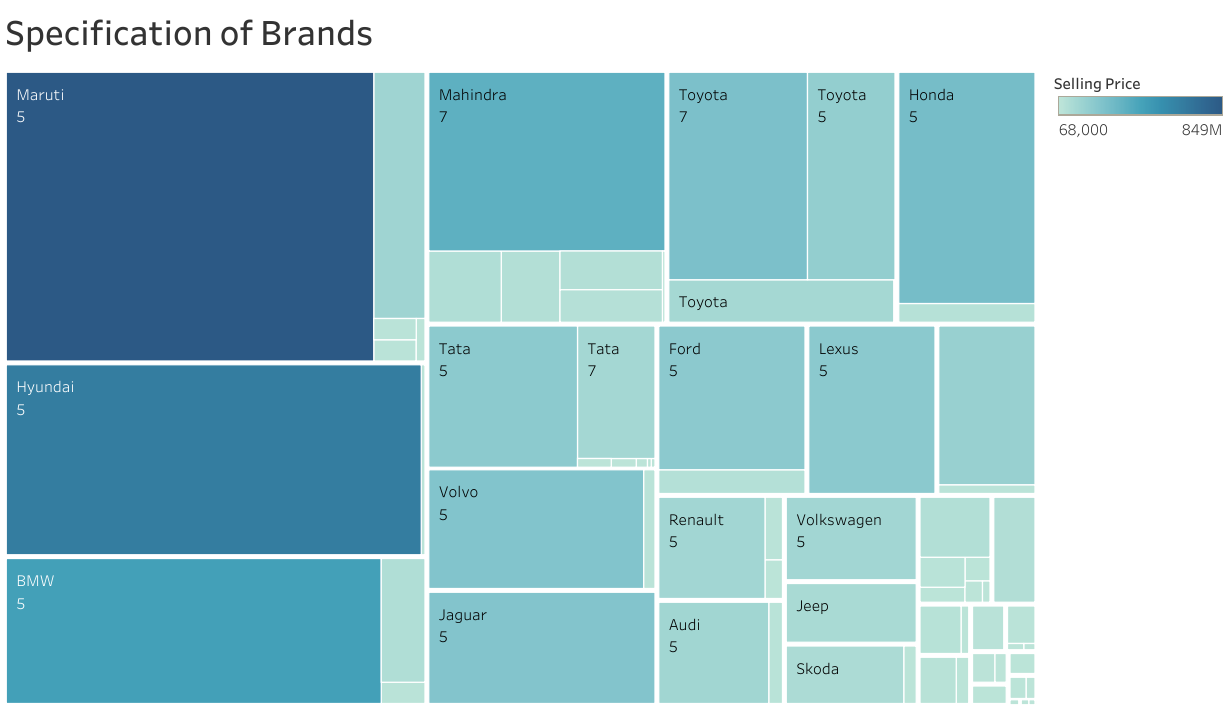 Specification of Brands
Maruti
5
Mahindra
7
Toyota
7
Toyota
5
Honda
5
Selling Price
68,000
849M
Toyota
Tata
5
Tata
7
Ford
5
Lexus
5
Hyundai
5
Volvo
5
Renault
5
Volkswagen
5
BMW
5
Jaguar
5
Audi
5
Jeep
Skoda